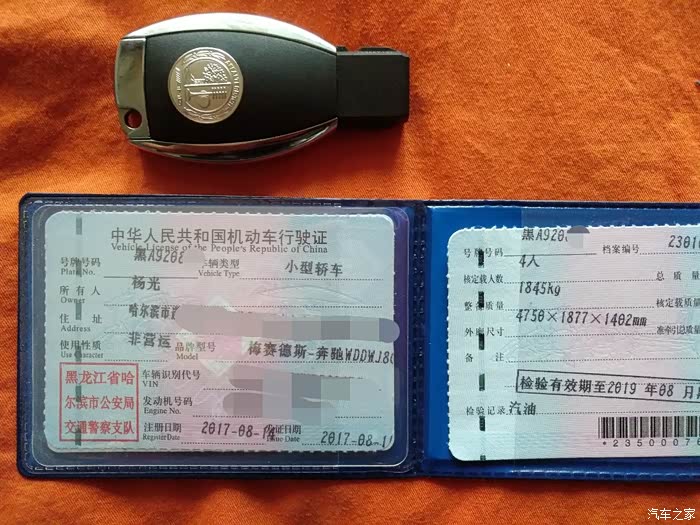 中华人民共和国机动车行驶证
Vehicle License of the People's Republic of China
号牌号码 黑A920 车辆类型 小型轿车
Plate No. Vehicle Type
所有人 杨光
Owner
住址 哈尔滨市
Address
使用性质 非营运 品牌型号 梅赛德斯-奔驰WDDWJ8
Use Character Model
车辆识别代号
VIN
发动机号码
Engine No.
注册日期 2017-08-1 发证日期 2017-08-1
Register Date Issue Date
黑龙江省哈
尔滨市公安局
交通警察支队
号牌号码 黑A920 档案编号 2301
核定载人数 4人 总质量
整备质量 1845Kg 核定载质量
外廓尺寸 4750×1877×1402 准牵引总质量
备注
检验有效期至2019年08月
检验记录 汽油
*2350007
汽车之家